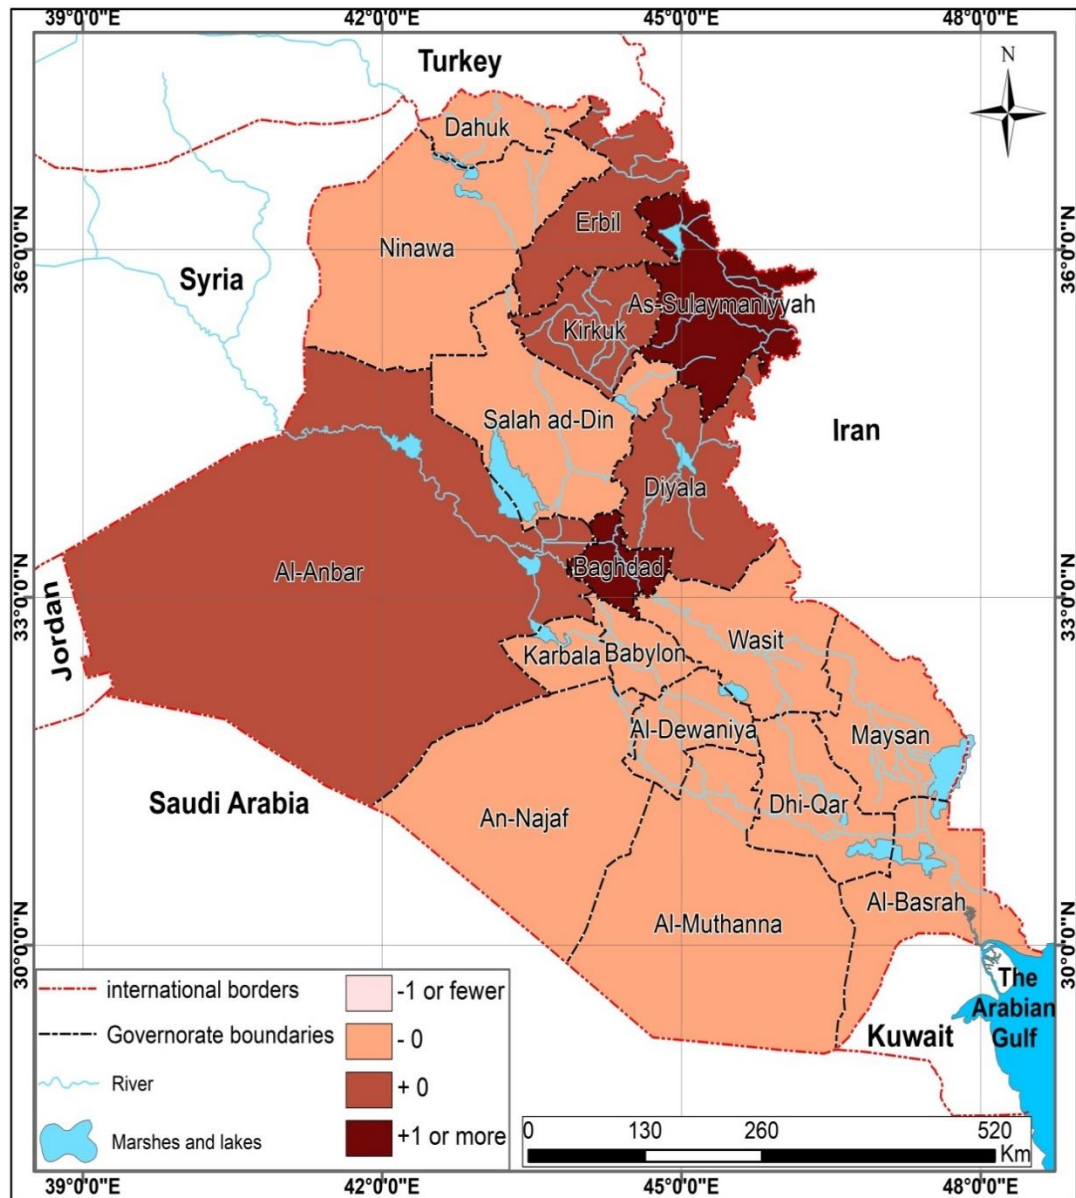 39°0'0"E 42°0'0"E 45°0'0"E 48°0'0"E
Turkey
N
Dahuk
Erbil
Ninawa
36°0'0"N
36°0'0"N
Syria
As-Sulaymaniyyah
Kirkuk
Salah ad-Din
Iran
Diyala
Baghdad
Al-Anbar
33°0'0"N
33°0'0"N
Jordan
Wasit
Karbala
Babylon
Al-Dewaniya
Maysan
Saudi Arabia
Dhi-Qar
An-Najaf
Al-Basrah
Al-Muthanna
30°0'0"N
30°0'0"N
The
Arabian
Gulf
Kuwait
international borders
Governorate boundaries
River
Marshes and lakes
-1 or fewer
- 0
+ 0
+1 or more
0 130 260 520
Km
39°0'0"E 42°0'0"E 45°0'0"E 48°0'0"E